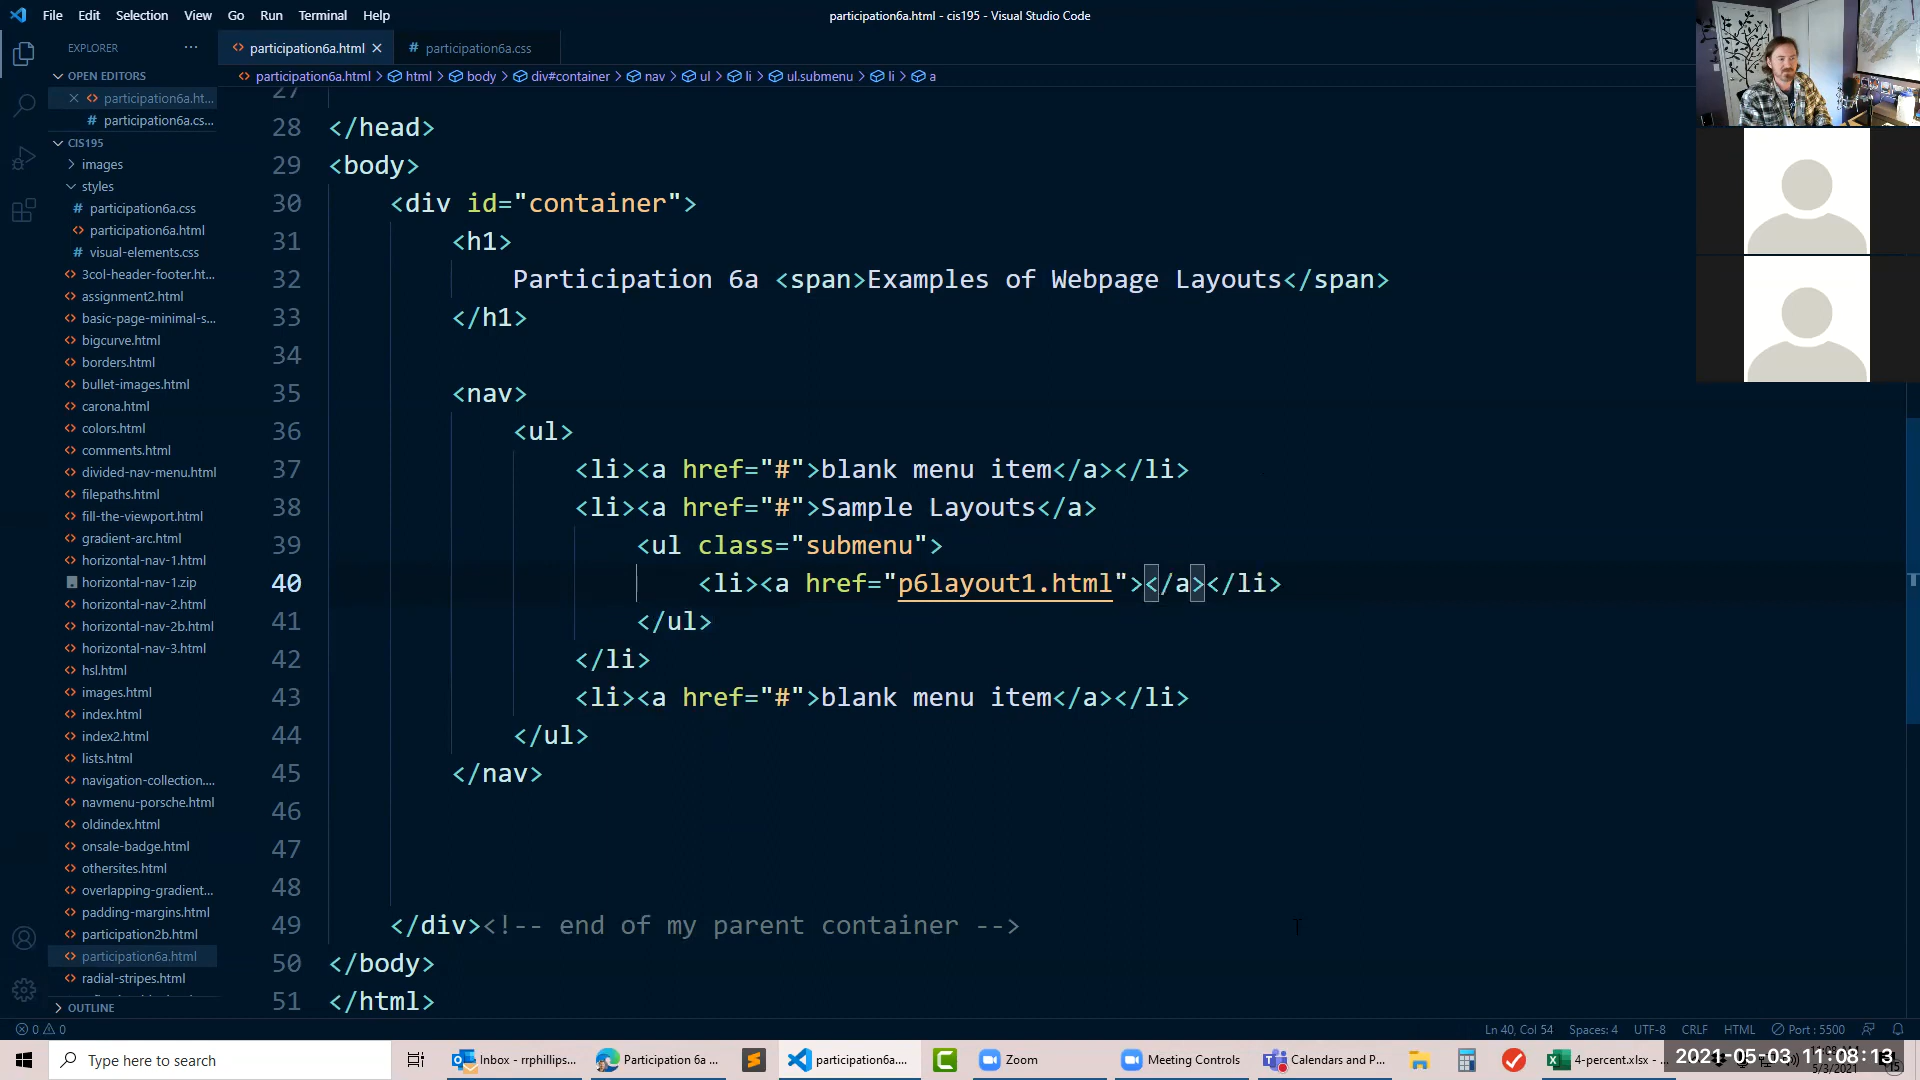 File Edit Selection View Go Run Terminal Help
participation6a.html - cis195 - Visual Studio Code
EXPLORER ...
participation6a.html
participation6a.css
participation6a.html > html > body > div#container > nav > ul > li > ul.submenu > li > a
OPEN EDITORS
participation6a.ht...
participation6a.cs...
CIS195
images
styles
participation6a.css
participation6a.html
visual-elements.css
3col-header-footer.ht...
assignment2.html
basic-page-minimal-s...
bigcurve.html
borders.html
bullet-images.html
carona.html
colors.html
comments.html
divided-nav-menu.html
filepaths.html
fill-the-viewport.html
gradient-arc.html
horizontal-nav-1.html
horizontal-nav-1.zip
horizontal-nav-2.html
horizontal-nav-2b.html
horizontal-nav-3.html
hsl.html
images.html
index.html
index2.html
lists.html
navigation-collection....
navmenu-porsche.html
oldindex.html
onsale-badge.html
othersites.html
overlapping-gradient...
padding-margins.html
participation2b.html
participation6a.html
radial-stripes.html
OUTLINE
27
28 </head>
29 <body>
30 <div id="container">
31 <h1>
32 Participation 6a <span>Examples of Webpage Layouts</span>
33 </h1>
34
35 <nav>
36 <ul>
37 <li><a href="#">blank menu item</a></li>
38 <li><a href="#">Sample Layouts</a>
39 <ul class="submenu">
40 <li><a href="p6layout1.html"></a></li>
41 </ul>
42 </li>
43 <li><a href="#">blank menu item</a></li>
44 </ul>
45 </nav>
46
47
48
49 </div><!-- end of my parent container -->
50 </body>
51 </html>
0 0
Ln 40, Col 54 Spaces: 4 UTF-8 CRLF HTML Port : 5500
Type here to search
Inbox - rrphillips...
Participation 6a ...
participation6a....
Zoom
Meeting Controls
Calendars and P...
4-percent.xlsx - ...
2021-05-03 11:08:13
5/3/2021
15